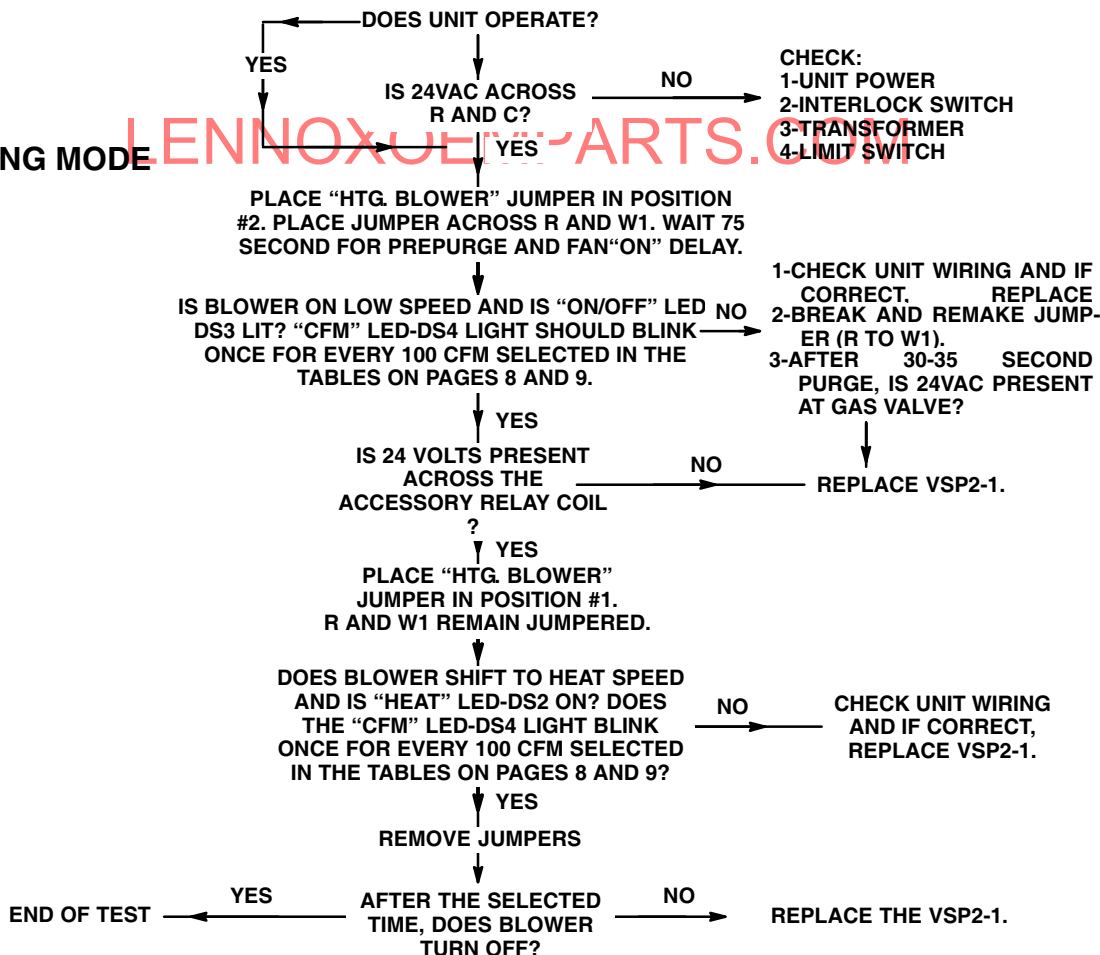 DOES UNIT OPERATE?
YES
IS 24VAC ACROSS
R AND C?
NO
CHECK:
1-UNIT POWER
2-INTERLOCK SWITCH
3-TRANSFORMER
4-LIMIT SWITCH
YES
NG MODE
PLACE “HTG. BLOWER” JUMPER IN POSITION
#2. PLACE JUMPER ACROSS R AND W1. WAIT 75
SECOND FOR PREPURGE AND FAN“ON” DELAY.
IS BLOWER ON LOW SPEED AND IS “ON/OFF” LED
DS3 LIT? “CFM” LED-DS4 LIGHT SHOULD BLINK
ONCE FOR EVERY 100 CFM SELECTED IN THE
TABLES ON PAGES 8 AND 9.
NO
1-CHECK UNIT WIRING AND IF
CORRECT, REPLACE
2-BREAK AND REMAKE JUMP-
ER (R TO W1).
3-AFTER 30-35 SECOND
PURGE, IS 24VAC PRESENT
AT GAS VALVE?
YES
IS 24 VOLTS PRESENT
ACROSS THE
ACCESSORY RELAY COIL
?
NO
REPLACE VSP2-1.
YES
PLACE “HTG. BLOWER”
JUMPER IN POSITION #1.
R AND W1 REMAIN JUMPERED.
DOES BLOWER SHIFT TO HEAT SPEED
AND IS “HEAT” LED-DS2 ON? DOES
THE “CFM” LED-DS4 LIGHT BLINK
ONCE FOR EVERY 100 CFM SELECTED
IN THE TABLES ON PAGES 8 AND 9?
NO
CHECK UNIT WIRING
AND IF CORRECT,
REPLACE VSP2-1.
YES
REMOVE JUMPERS
AFTER THE SELECTED
TIME, DOES BLOWER
TURN OFF?
YES
END OF TEST
NO
REPLACE THE VSP2-1.